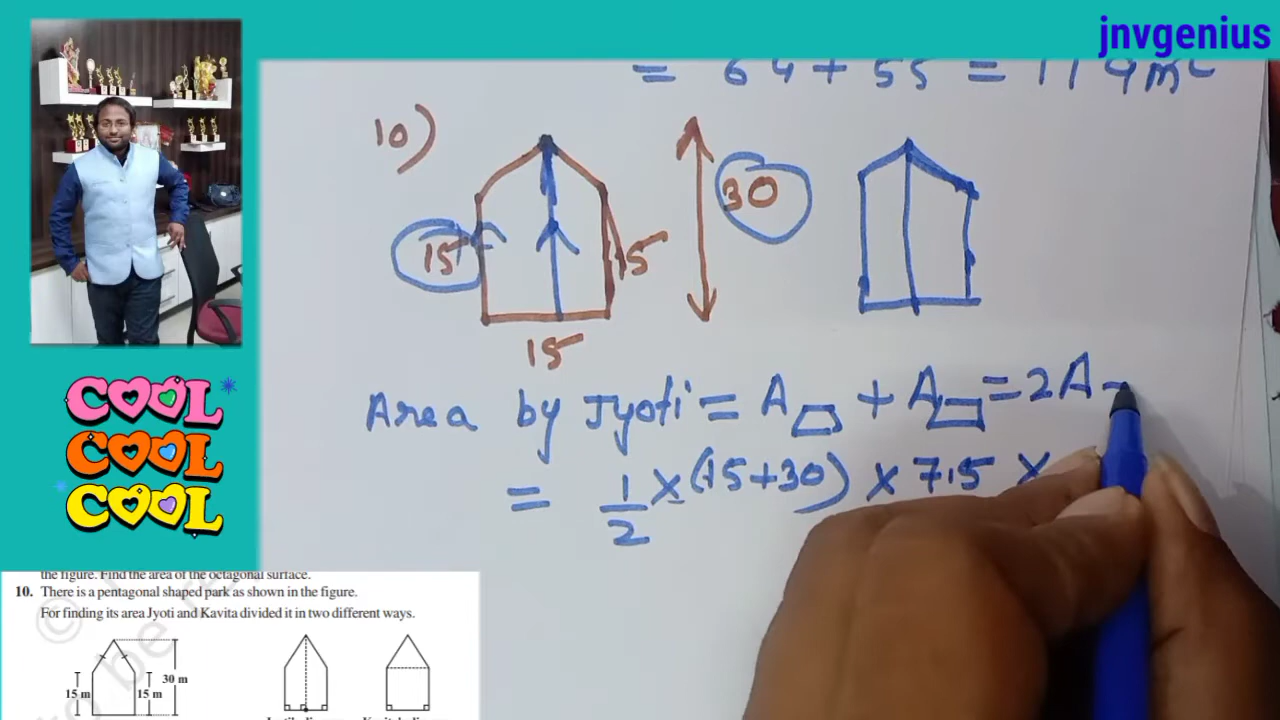 jnvgenius
= 64 + 55 = 119 m²
10)
30
15
15
15
Area by Jyoti = A + A = 2A
= 1/2 × (15+30) × 7.5 ×
COOL
COOL
COOL
the figure. Find the area of the octagonal surface.
10. There is a pentagonal shaped park as shown in the figure.
For finding its area Jyoti and Kavita divided it in two different ways.
30 m
15 m
15 m